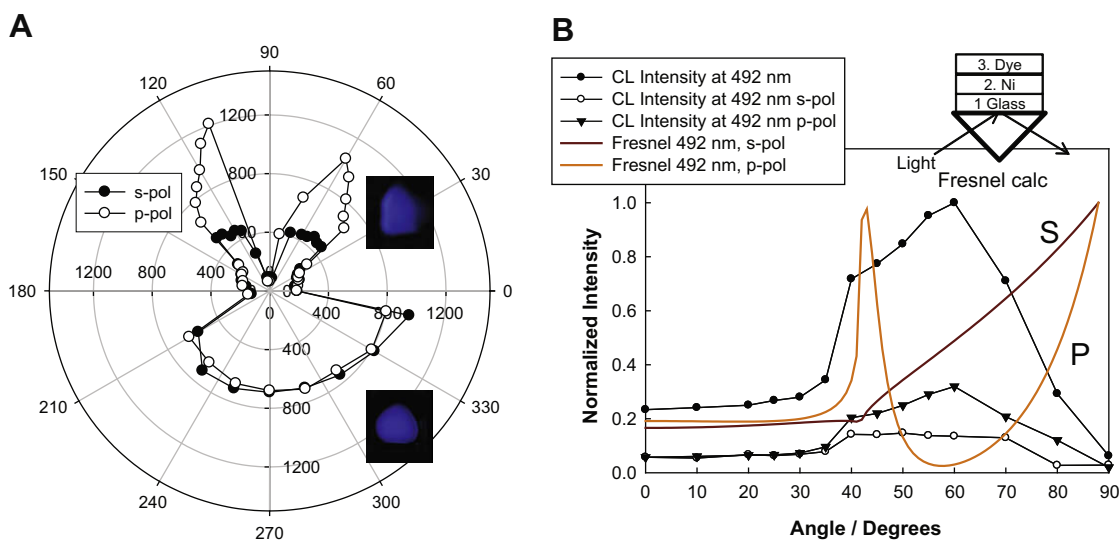 A
90
120
60
1200
150
30
800
s-pol
p-pol
400
0
1200
800
400
0
180
0
0
400
800
1200
400
210
330
800
1200
240
300
270
B
CL Intensity at 492 nm
CL Intensity at 492 nm s-pol
CL Intensity at 492 nm p-pol
Fresnel 492 nm, s-pol
Fresnel 492 nm, p-pol
3. Dye
2. Ni
1 Glass
Light
Fresnel calc
1.0
S
0.8
Normalized Intensity
0.6
P
0.4
0.2
0.0
0 10 20 30 40 50 60 70 80 90
Angle / Degrees